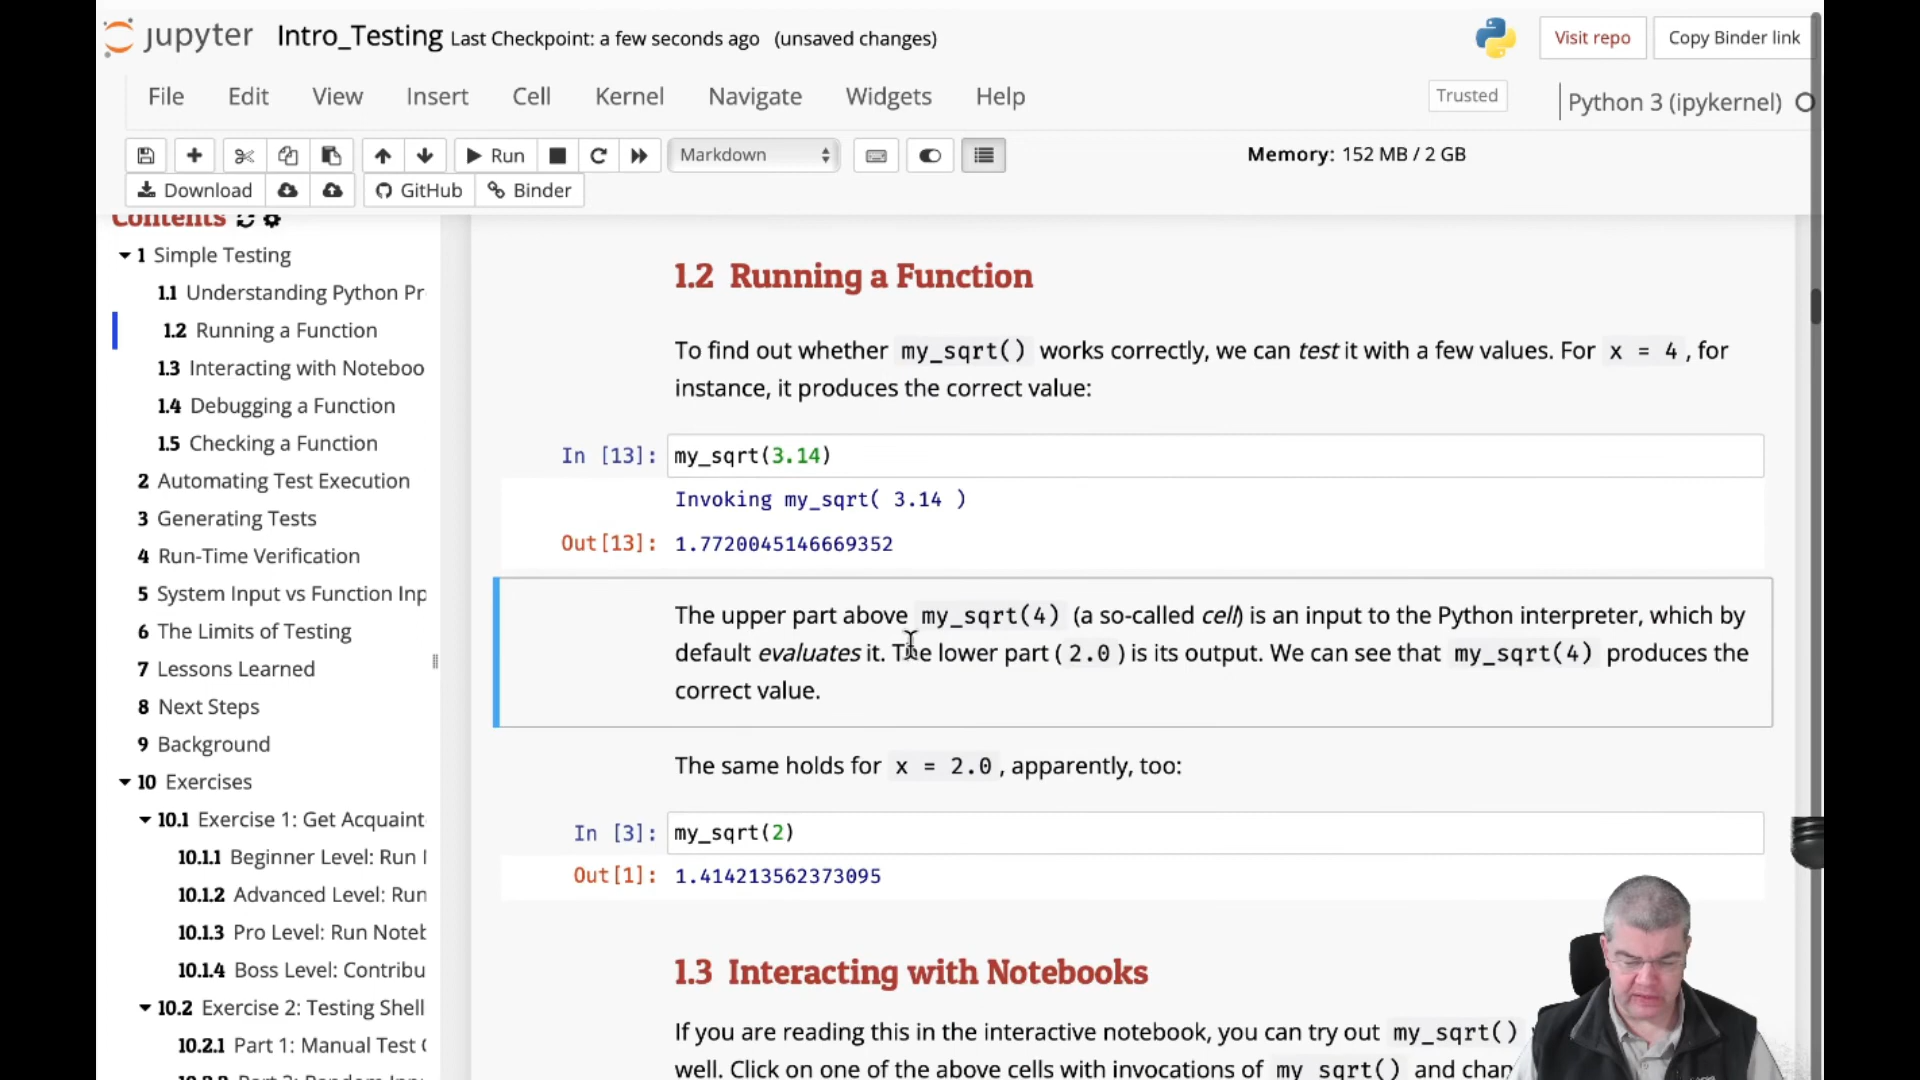 jupyter Intro_Testing Last Checkpoint: a few seconds ago (unsaved changes)
Visit repo
Copy Binder link
File Edit View Insert Cell Kernel Navigate Widgets Help
Trusted
Python 3 (ipykernel)
Run
Markdown
Memory: 152 MB / 2 GB
Download
GitHub
Binder
Contents
1 Simple Testing
1.1 Understanding Python Pr
1.2 Running a Function
1.3 Interacting with Noteboo
1.4 Debugging a Function
1.5 Checking a Function
2 Automating Test Execution
3 Generating Tests
4 Run-Time Verification
5 System Input vs Function Inp
6 The Limits of Testing
7 Lessons Learned
8 Next Steps
9 Background
10 Exercises
10.1 Exercise 1: Get Acquaint
10.1.1 Beginner Level: Run
10.1.2 Advanced Level: Run
10.1.3 Pro Level: Run Noteb
10.1.4 Boss Level: Contribu
10.2 Exercise 2: Testing Shell
10.2.1 Part 1: Manual Test
1.2 Running a Function
To find out whether my_sqrt() works correctly, we can test it with a few values. For x = 4, for
instance, it produces the correct value:
In [13]: my_sqrt(3.14)
Invoking my_sqrt( 3.14 )
Out[13]: 1.7720045146669352
The upper part above my_sqrt(4) (a so-called cell) is an input to the Python interpreter, which by
default evaluates it. The lower part (2.0) is its output. We can see that my_sqrt(4) produces the
correct value.
The same holds for x = 2.0, apparently, too:
In [3]: my_sqrt(2)
Out[1]: 1.414213562373095
1.3 Interacting with Notebooks
If you are reading this in the interactive notebook, you can try out my_sqrt()
well. Click on one of the above cells with invocations of my_sqrt() and chan